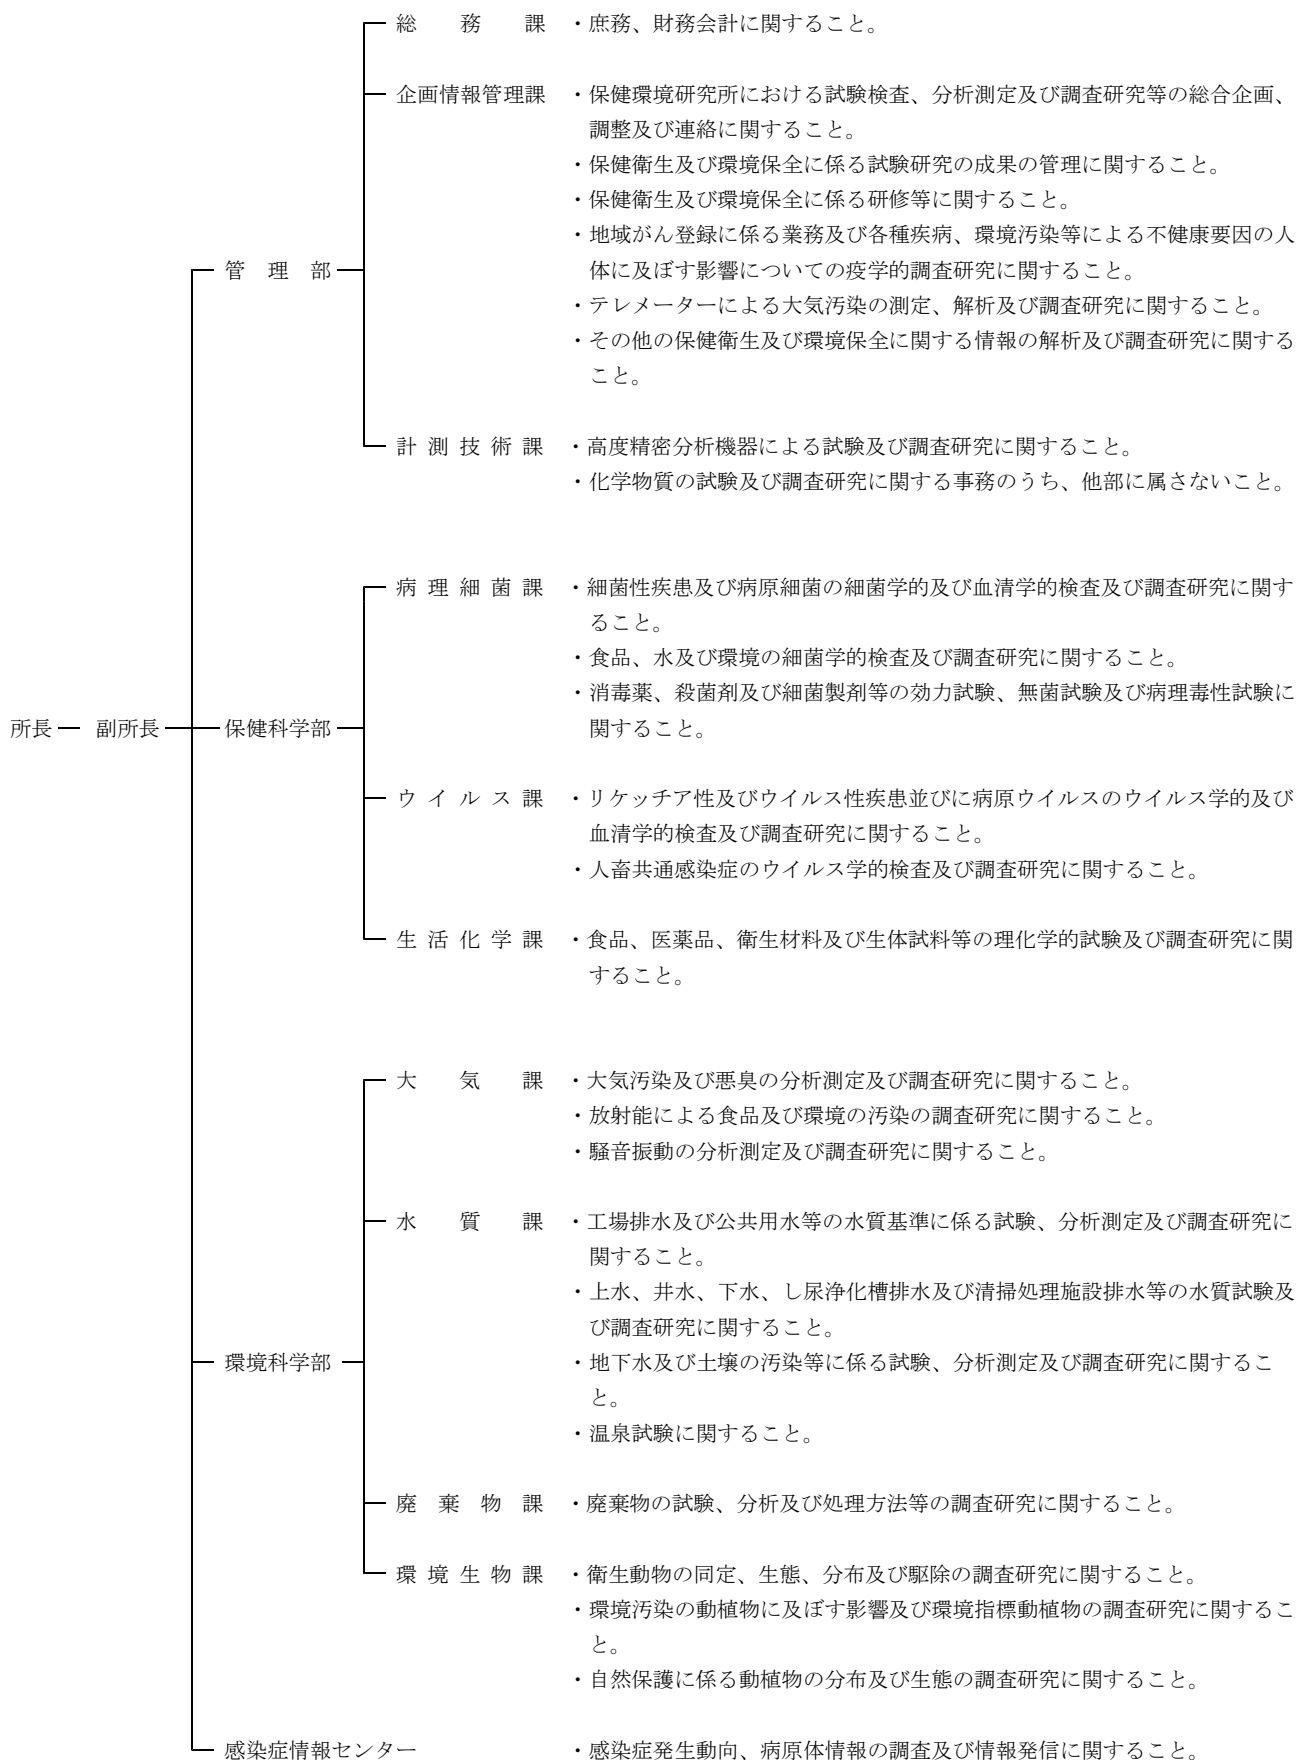 総務課 ・庶務、財務会計に関すること。
企画情報管理課 ・保健環境研究所における試験検査、分析測定及び調査研究等の総合企画、
調整及び連絡に関すること。
・保健衛生及び環境保全に係る試験研究の成果の管理に関すること。
・保健衛生及び環境保全に係る研修等に関すること。
・地域がん登録に係る業務及び各種疾病、環境汚染等による不健康要因の人
管理部 体に及ぼす影響についての疫学的調査研究に関すること。
・テレメーターによる大気汚染の測定、解析及び調査研究に関すること。
・その他の保健衛生及び環境保全に関する情報の解析及び調査研究に関する
こと。
計測技術課 ・高度精密分析機器による試験及び調査研究に関すること。
・化学物質の試験及び調査研究に関する事務のうち、他部に属さないこと。
病理細菌課 ・細菌性疾患及び病原細菌の細菌学的及び血清学的検査及び調査研究に関す
ること。
・食品、水及び環境の細菌学的検査及び調査研究に関すること。
・消毒薬、殺菌剤及び細菌製剤等の効力試験、無菌試験及び病理毒性試験に
所長 副所長 保健科学部 関すること。
ウイルス課 ・リケッチア性及びウイルス性疾患並びに病原ウイルスのウイルス学的及び
血清学的検査及び調査研究に関すること。
・人畜共通感染症のウイルス学的検査及び調査研究に関すること。
生活化学課 ・食品、医薬品、衛生材料及び生体試料等の理化学的試験及び調査研究に関
すること。
大気課 ・大気汚染及び悪臭の分析測定及び調査研究に関すること。
・放射能による食品及び環境の汚染の調査研究に関すること。
・騒音振動の分析測定及び調査研究に関すること。
水質課 ・工場排水及び公共用水等の水質基準に係る試験、分析測定及び調査研究に
関すること。
・上水、井水、下水、し尿浄化槽排水及び清掃処理施設排水等の水質試験及
び調査研究に関すること。
環境科学部 ・地下水及び土壌の汚染等に係る試験、分析測定及び調査研究に関するこ
と。
・温泉試験に関すること。
廃棄物課 ・廃棄物の試験、分析及び処理方法等の調査研究に関すること。
環境生物課 ・衛生動物の同定、生態、分布及び駆除の調査研究に関すること。
・環境汚染の動植物に及ぼす影響及び環境指標動植物の調査研究に関するこ
と。
・自然保護に係る動植物の分布及び生態の調査研究に関すること。
感染症情報センター ・感染症発生動向、病原体情報の調査及び情報発信に関すること。